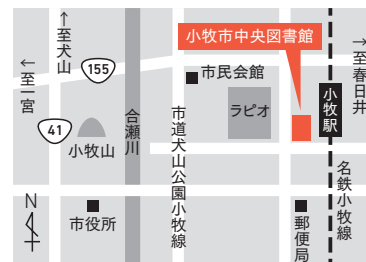 ↑至犬山
小牧市中央図書館
→至春日井
←至一宮
155
市民会館
小牧駅
ラピオ
41
合瀬川
小牧山
市道犬山公園小牧線
名鉄小牧線
N
市役所
郵便局